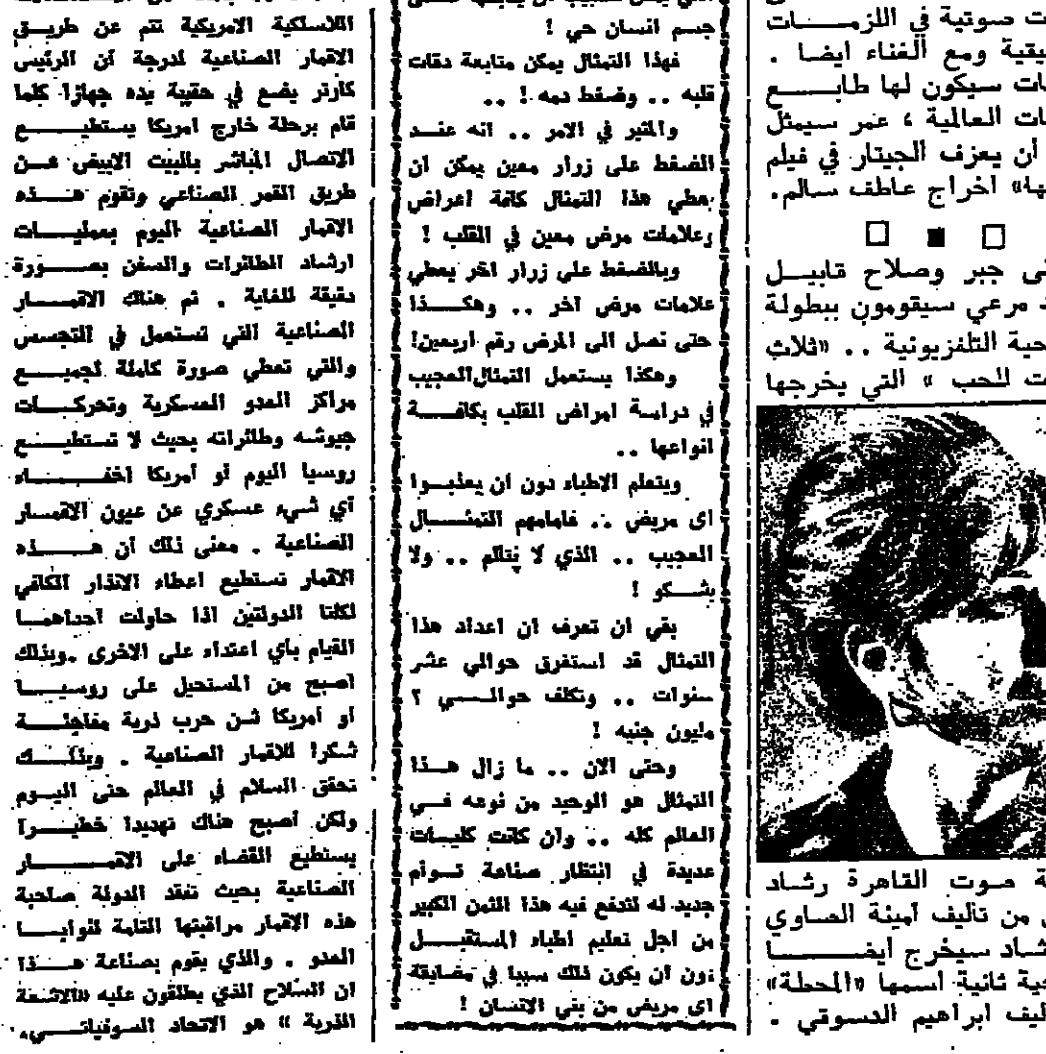 ت صوتية في اللزمات
يقية ومع الغناء ايضا .
ات سيكون لها طابع
ات العالمية ، عمر سيمثل
أن يعزف الجيتار في فيلم
ها» اخراج عاطف سالم.
ى جبر وصلاح قابيل
مرعي سيقومون ببطولة
حية التلفزيونية .. «ثلاث
ت للحب » التي يخرجها
ة صوت القاهرة رشاد
من تأليف أمينة الصاوي
شاد سيخرج أيضا
حية ثانية اسمها «المحطة»
ليف ابراهيم الدسوقي .
جسم انسان حي !
فهذا التمثال يمكن متابعة دقات
قلبه .. وضغط دمه ! ..
والمثير في الامر .. انه عند
الضغط على زرار معين يمكن ان
يعطي هذا التمثال كافة اعراض
وعلامات مرض معين في القلب !
وبالضغط على زرار اخر يعطي
علامات مرض اخر .. وهكذا
حتى تصل الى المرض رقم اربعين!
وهكذا يستعمل التمثال العجيب
في دراسة امراض القلب بكافة
انواعها ..
ويتعلم الاطباء دون ان يعذبوا
اى مريض .. فامامهم التمثال
العجيب .. الذي لا يتألم .. ولا
يشكو !
بقي ان تعرف ان اعداد هذا
التمثال قد استغرق حوالي عشر
سنوات .. وتكلف حوالي ٢
مليون جنيه !
وحتى الان .. ما زال هذا
التمثال هو الوحيد من نوعه في
العالم كله .. وان كانت كليات
عديدة في انتظار صناعة توأم
جديد له لتدفع فيه هذا الثمن الكبير
من اجل تعليم اطباء المستقبل
دون ان يكون ذلك سببا في مضايقة
اى مريض من بني الانسان !
اللاسلكية الامريكية تتم عن طريق
الاقمار الصناعية لدرجة أن الرئيس
كارتر يضع في حقيبة يده جهازا كلما
قام برحلة خارج امريكا يستطيع
الاتصال المباشر بالبيت الابيض عن
طريق القمر الصناعي وتقوم هذه
الاقمار الصناعية اليوم بعمليات
ارشاد الطائرات والسفن بصورة
دقيقة للغاية . ثم هناك الاقمار
الصناعية التي تستعمل في التجسس
والتي تعطي صورة كاملة لجميع
مراكز العدو العسكرية وتحركات
جيوشه وطائراته بحيث لا تستطيع
روسيا اليوم أو أمريكا اخفاء
أي شيء عسكري عن عيون الاقمار
الصناعية . معنى ذلك أن هذه
الاقمار تستطيع اعطاء الانذار الكافي
لكلتا الدولتين اذا حاولت احداهما
القيام بأي اعتداء على الاخرى .وبذلك
أصبح من المستحيل على روسيا
أو أمريكا شن حرب ذرية مفاجئة
شكرا للاقمار الصناعية . وبذلك
تحقق السلام في العالم حتى اليوم
ولكن أصبح هناك تهديدا خطيرا
يستطيع القضاء على الاقمار
الصناعية بحيث تفقد الدولة صاحبة
هذه الاقمار مراقبتها التامة لنوايا
العدو . والذي يقوم بصناعة هذا
ان السلاح الذي يطلقون عليه «الاشعة
الذرية » هو الاتحاد السوفياتي.